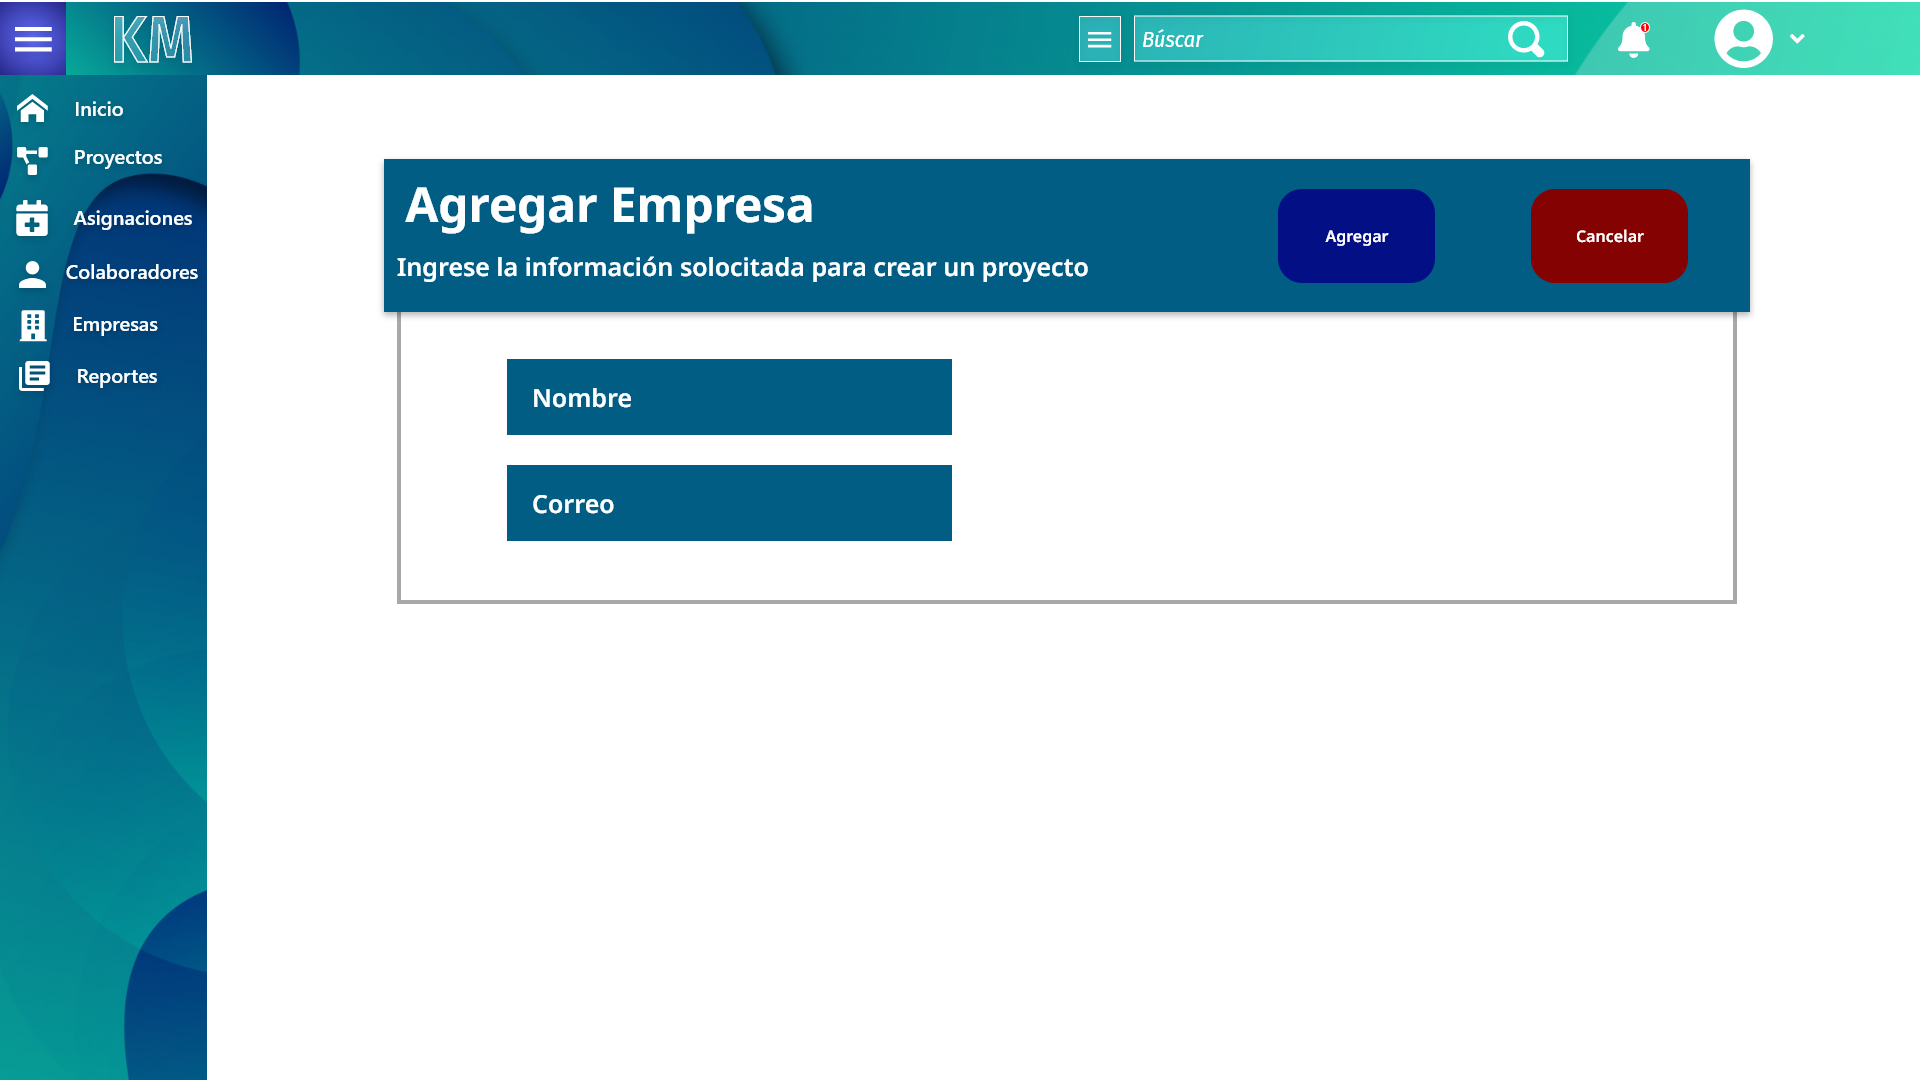 KM
Búscar
1
Inicio
Proyectos
Asignaciones
Colaboradores
Empresas
Reportes
Agregar Empresa
Ingrese la información solocitada para crear un proyecto
Agregar
Cancelar
Nombre
Correo